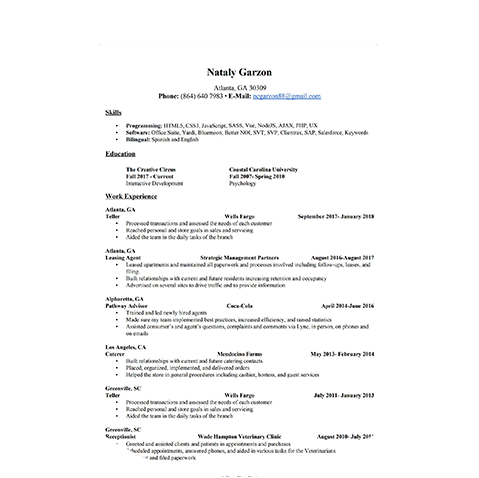 Nataly Garzon
Atlanta, GA 30309
Phone: (864) 640 7983 • E-Mail: ncgarzon88@gmail.com
Skills
• Programming: HTML5, CSS3, JavaScript, SASS, Vue, NodeJS, AJAX, PHP, UX
• Software: Office Suite, Yardi, Bluemoon, Better NOI, SVT, SVP, Clientrax, SAP, Salesforce, Keywords
• Bilingual: Spanish and English
Education
The Creative Circus Coastal Carolina University
Fall 2017 - Current Fall 2007- Spring 2010
Interactive Development Psychology
Work Experience
Atlanta, GA
Teller Wells Fargo September 2017- January 2018
• Processed transactions and assessed the needs of each customer
• Reached personal and store goals in sales and servicing
• Aided the team in the daily tasks of the branch
Atlanta, GA
Leasing Agent Strategic Management Partners August 2016-August 2017
• Leased apartments and maintained all paperwork and processes involved including follow-ups, leases, and
filing
• Built relationships with current and future residents increasing retention and occupancy
• Advertised on several sites to drive traffic and to provide information
Alpharetta, GA
Pathway Advisor Coca-Cola April 2014-June 2016
• Trained and led newly hired agents
• Made sure my team implemented best practices, increased efficiency, and raised statistics
• Assisted consumer's and agent's questions, complaints and comments via Lync, in person, on phones and
on emails
Los Angeles, CA
Caterer Mendocino Farms May 2013- February 2014
• Built relationships with current and future catering contacts
• Placed, organized, implemented, and delivered orders
• Helped the store in general procedures including cashier, hostess, and guest services
Greenville, SC
Teller Wells Fargo July 2011- January 2013
• Processed transactions and assessed the needs of each customer
• Reached personal and store goals in sales and servicing
• Aided the team in the daily tasks of the branch
Greenville, SC
Receptionist Wade Hampton Veterinary Clinic August 2010- July 201
Greeted and assisted clients and patients in appointments and purchases
heduled appointments, answered phones, and aided in various tasks for the Veterinarians
and filed paperwork